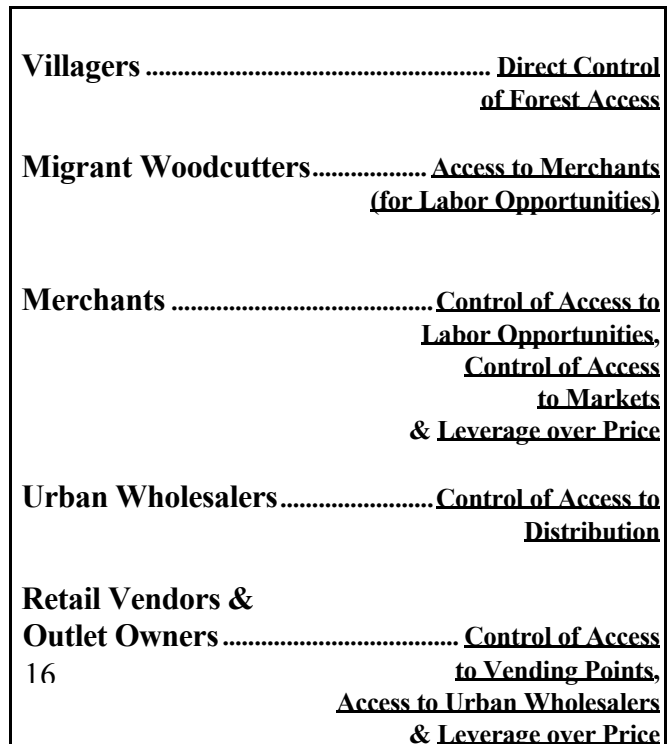 Villagers ...................................................... Direct Control
of Forest Access
Migrant Woodcutters.................. Access to Merchants
(for Labor Opportunities)
Merchants ......................................... Control of Access to
Labor Opportunities,
Control of Access
to Markets
& Leverage over Price
Urban Wholesalers........................ Control of Access to
Distribution
Retail Vendors &
Outlet Owners ..................................... Control of Access
16 to Vending Points,
Access to Urban Wholesalers
& Leverage over Price